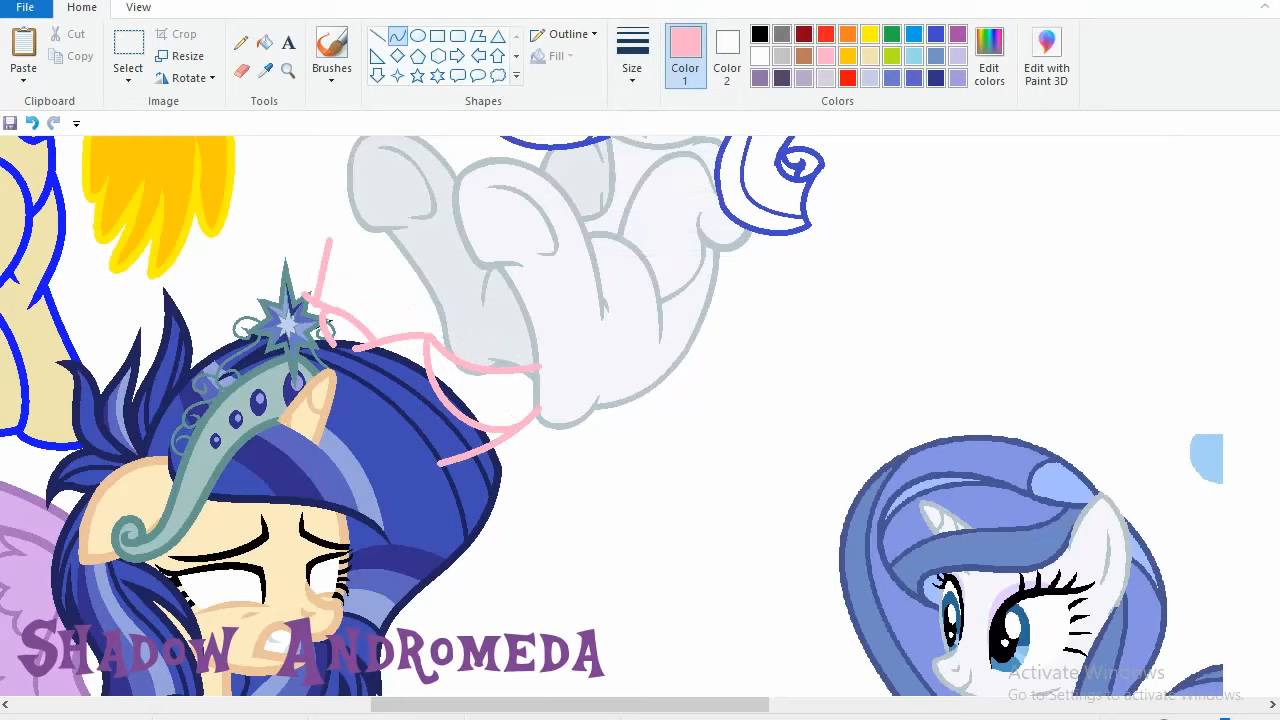 File Home View
Paste Cut Copy Select Crop Resize Rotate A Brushes Outline Fill Size Color 1 Color 2 Edit colors Edit with Paint 3D
Clipboard Image Tools Shapes Colors
Shadow Andromeda
Activate Windows
Go to Settings to activate Windows.